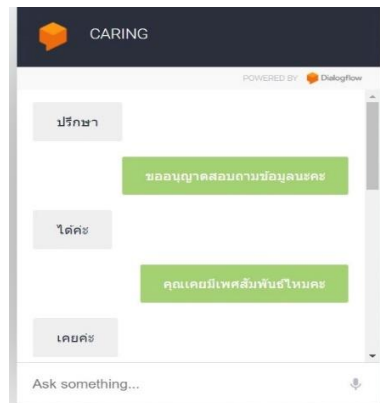 CARING
POWERED BY Dialogflow
ปรึกษา
ขออนุญาตสอบถามข้อมูลนะคะ
ได้ค่ะ
คุณเคยมีเพศสัมพันธ์ไหมคะ
เคยค่ะ
Ask something...